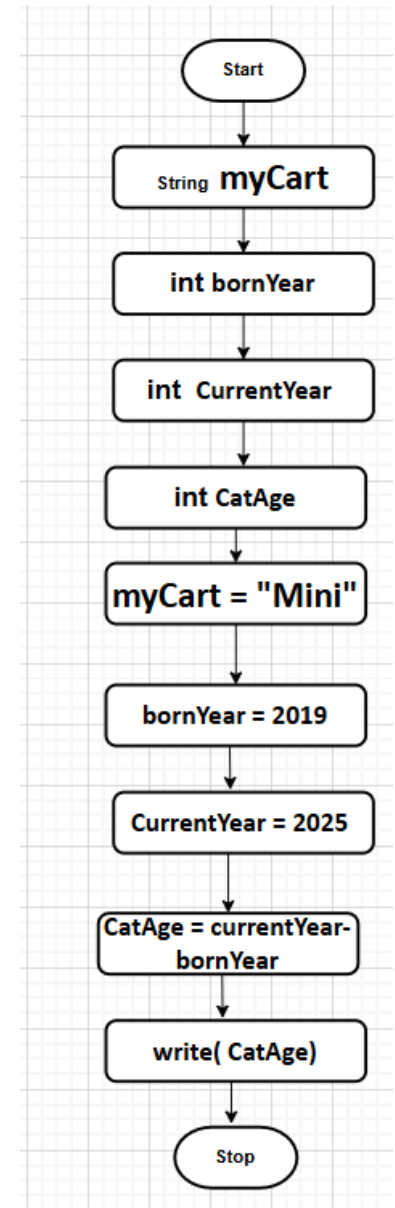 Start
String myCart
int bornYear
int CurrentYear
int CatAge
myCart = "Mini"
bornYear = 2019
CurrentYear = 2025
CatAge = currentYear-
bornYear
write( CatAge)
Stop